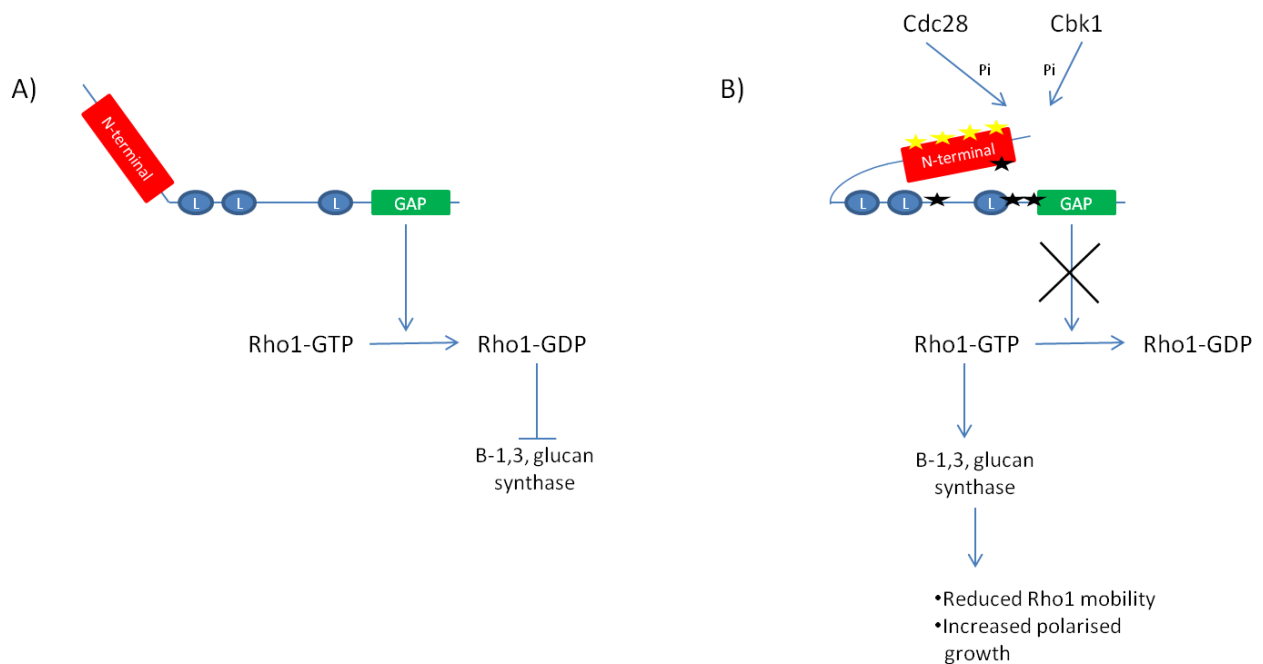 A)
N-terminal
L
L
L
GAP
Rho1-GTP
Rho1-GDP
B-1,3, glucan
synthase
B)
Cdc28
Cbk1
Pi
Pi
N-terminal
L
L
L
GAP
Rho1-GTP
Rho1-GDP
B-1,3, glucan
synthase
•Reduced Rho1 mobility
•Increased polarised
growth